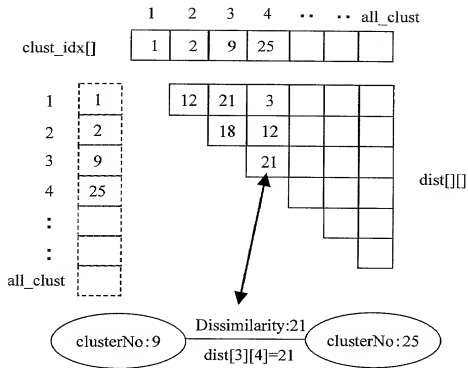 1 2 3 4 ·· ·· all_clust
clust_idx[] 1 2 9 25
1 1 12 21 3
2 2 18 12
3 9 21
4 25 dist[][]
:
:
all_clust
Dissimilarity:21
clusterNo:9 clusterNo:25
dist[3][4]=21